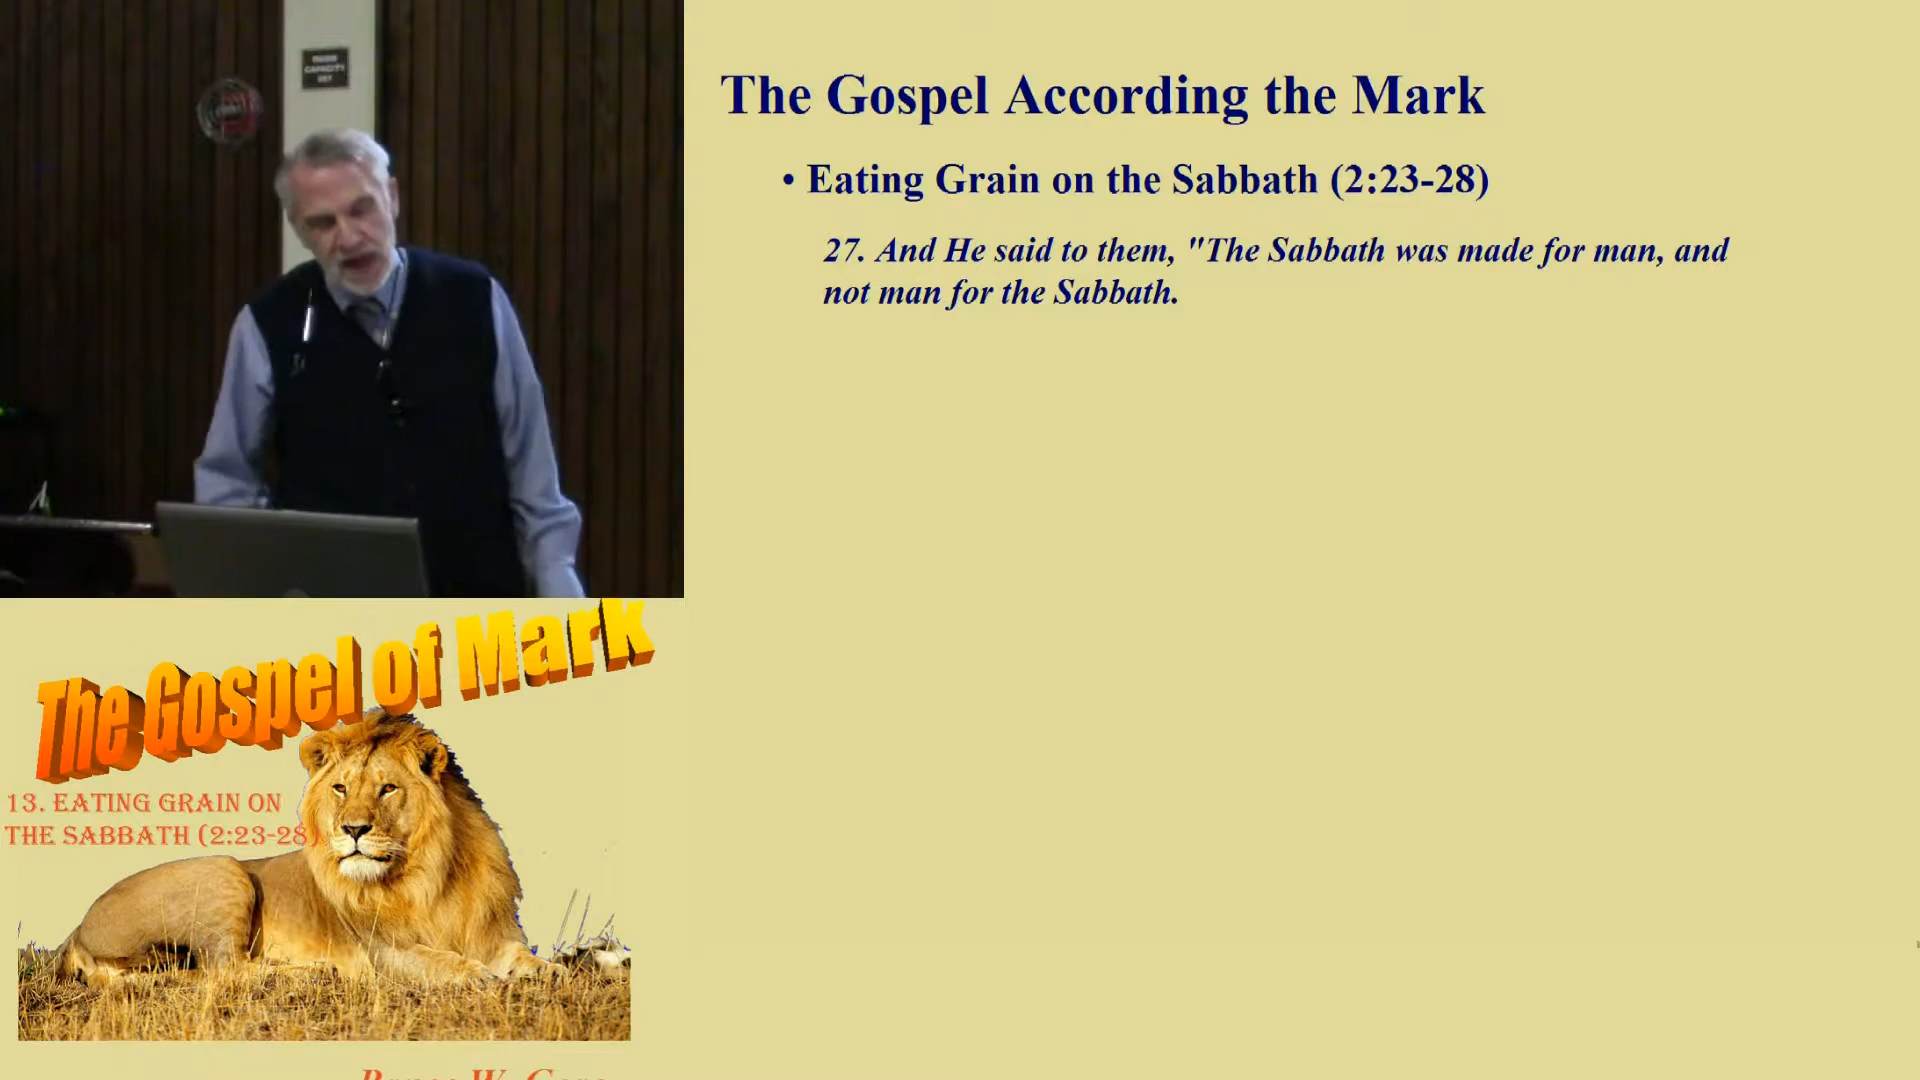 The Gospel According the Mark
• Eating Grain on the Sabbath (2:23-28)
27. And He said to them, "The Sabbath was made for man, and
not man for the Sabbath.
The Gospel of Mark
13. EATING GRAIN ON
THE SABBATH (2:23-28)